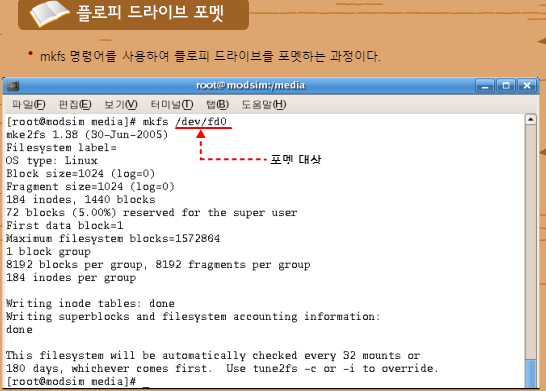 플로피 드라이브 포멧
• mkfs 명령어를 사용하여 플로피 드라이브를 포멧하는 과정이다.
root@modsim:/media
파일(F) 편집(E) 보기(V) 터미널(T) 탭(B) 도움말(H)
[root@modsim media]# mkfs /dev/fd0
mke2fs 1.38 (30-Jun-2005)
Filesystem label=
포멧 대상
OS type: Linux
Block size=1024 (log=0)
Fragment size=1024 (log=0)
184 inodes, 1440 blocks
72 blocks (5.00%) reserved for the super user
First data block=1
Maximum filesystem blocks=1572864
1 block group
8192 blocks per group, 8192 fragments per group
184 inodes per group
Writing inode tables: done
Writing superblocks and filesystem accounting information:
done
This filesystem will be automatically checked every 32 mounts or
180 days, whichever comes first.  Use tune2fs -c or -i to override.
[root@modsim media]# _